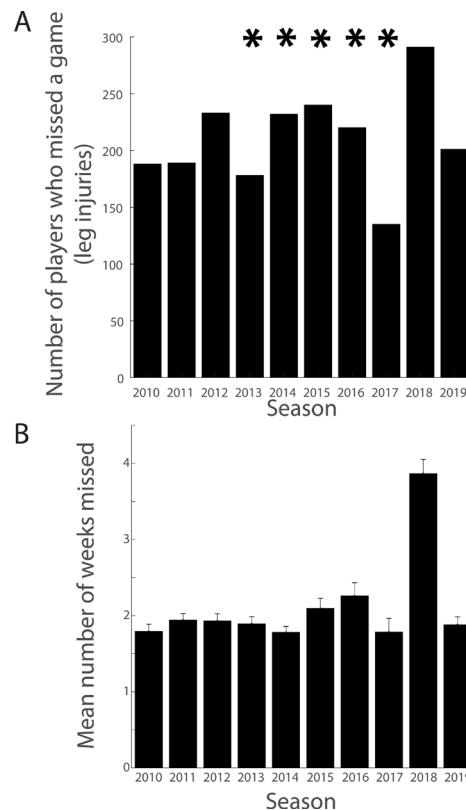 A
Number of players who missed a game
(leg injuries)
300
250
200
150
100
50
0
* * * * *
2010 2011 2012 2013 2014 2015 2016 2017 2018 2019
Season
B
Mean number of weeks missed
4
3
2
1
0
2010 2011 2012 2013 2014 2015 2016 2017 2018 2019
Season